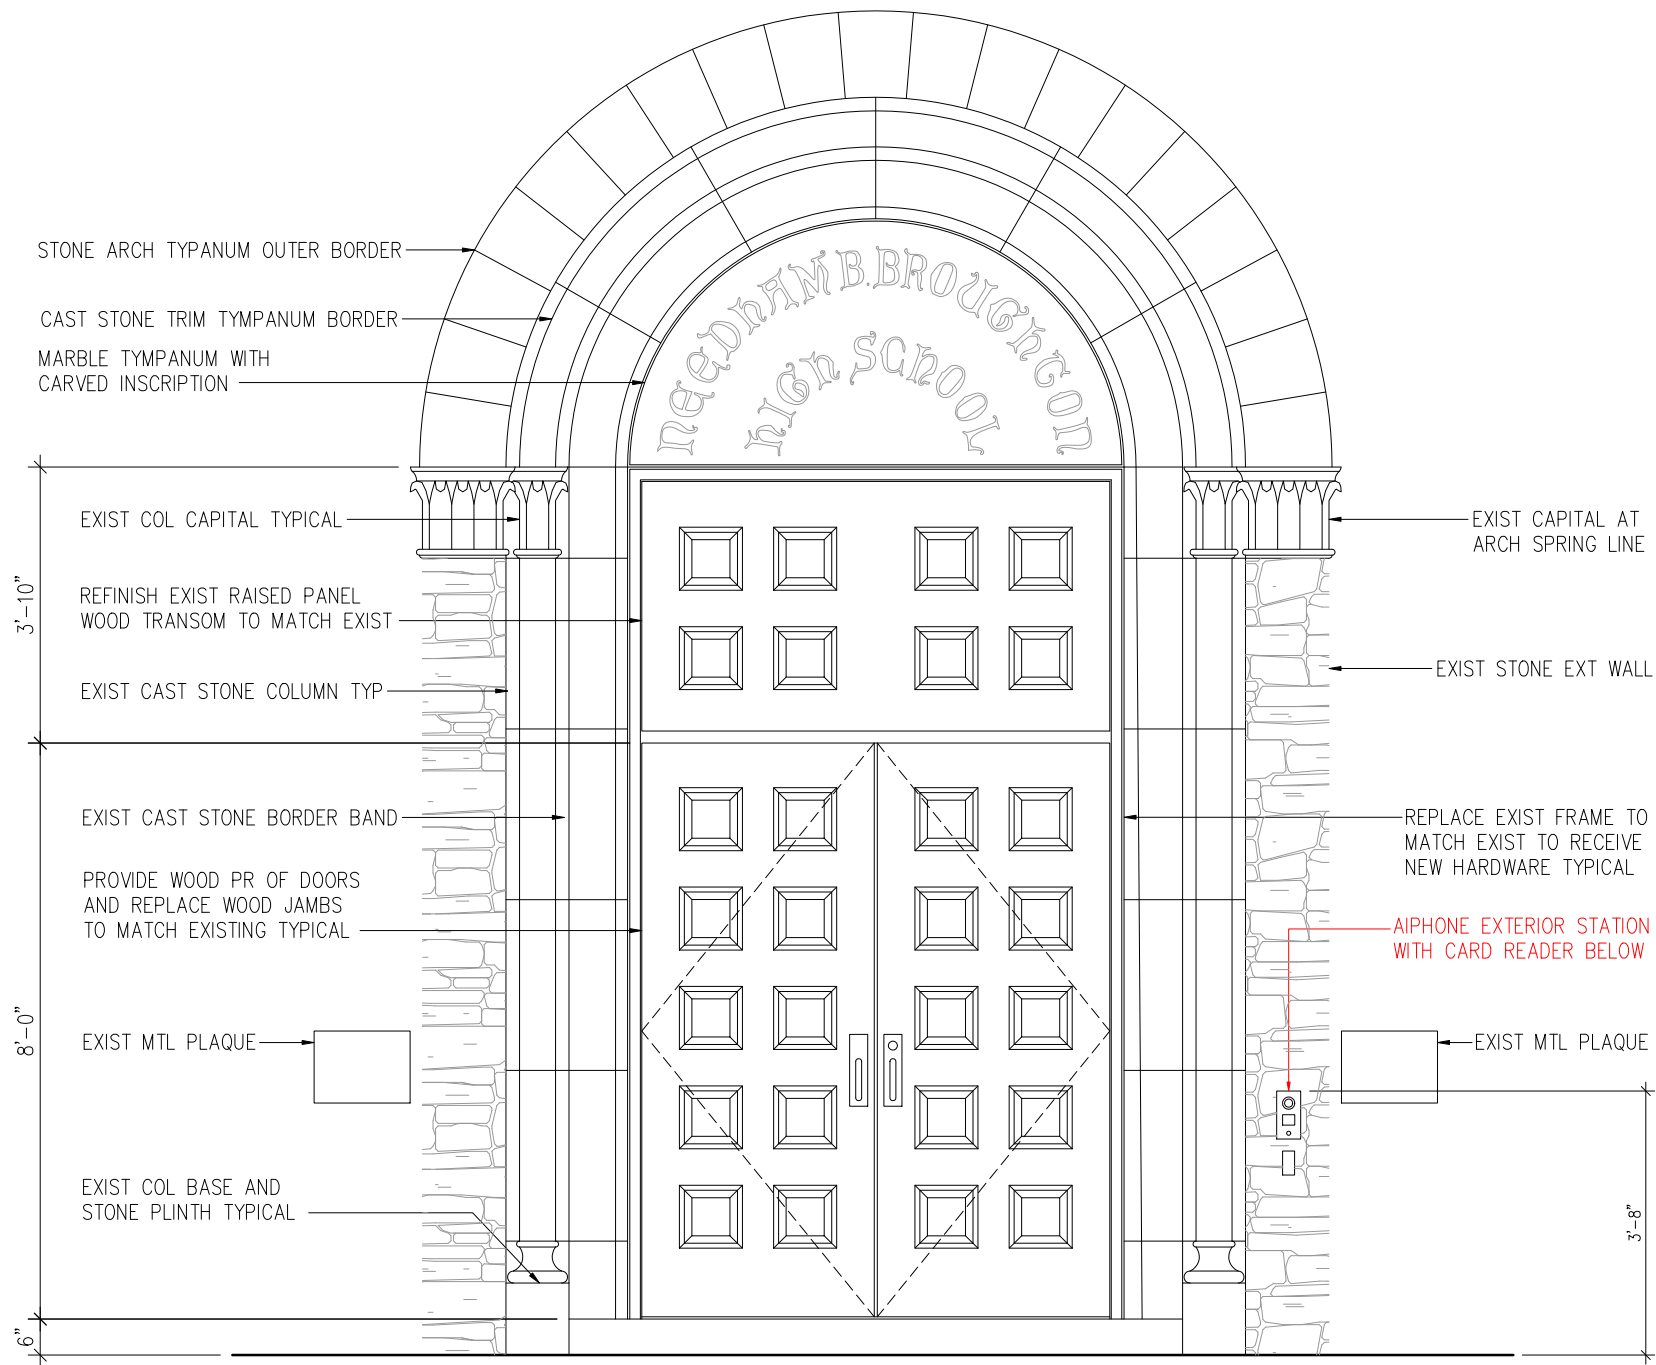 NEEDHAM B. BROUGHTON
HIGH SCHOOL
STONE ARCH TYPANUM OUTER BORDER
CAST STONE TRIM TYMPANUM BORDER
MARBLE TYMPANUM WITH
CARVED INSCRIPTION
EXIST COL CAPITAL TYPICAL
REFINISH EXIST RAISED PANEL
WOOD TRANSOM TO MATCH EXIST
EXIST CAST STONE COLUMN TYP
EXIST CAST STONE BORDER BAND
PROVIDE WOOD PR OF DOORS
AND REPLACE WOOD JAMBS
TO MATCH EXISTING TYPICAL
EXIST MTL PLAQUE
EXIST COL BASE AND
STONE PLINTH TYPICAL
3'-10"
8'-0"
6"
EXIST CAPITAL AT
ARCH SPRING LINE
EXIST STONE EXT WALL
REPLACE EXIST FRAME TO
MATCH EXIST TO RECEIVE
NEW HARDWARE TYPICAL
AIPHONE EXTERIOR STATION
WITH CARD READER BELOW
EXIST MTL PLAQUE
3'-8"